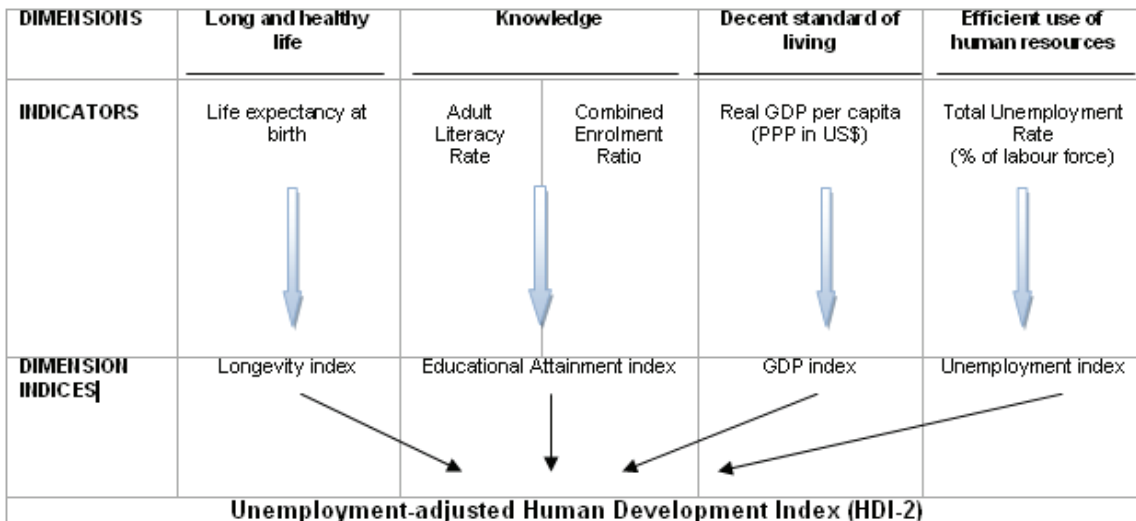 DIMENSIONS
Long and healthy
life
Knowledge
Decent standard of
living
Efficient use of
human resources
INDICATORS
Life expectancy at
birth
Adult
Literacy
Rate
Combined
Enrolment
Ratio
Real GDP per capita
(PPP in US$)
Total Unemployment
Rate
(% of labour force)
DIMENSION
INDICES
Longevity index
Educational Attainment index
GDP index
Unemployment index
Unemployment-adjusted Human Development Index (HDI-2)